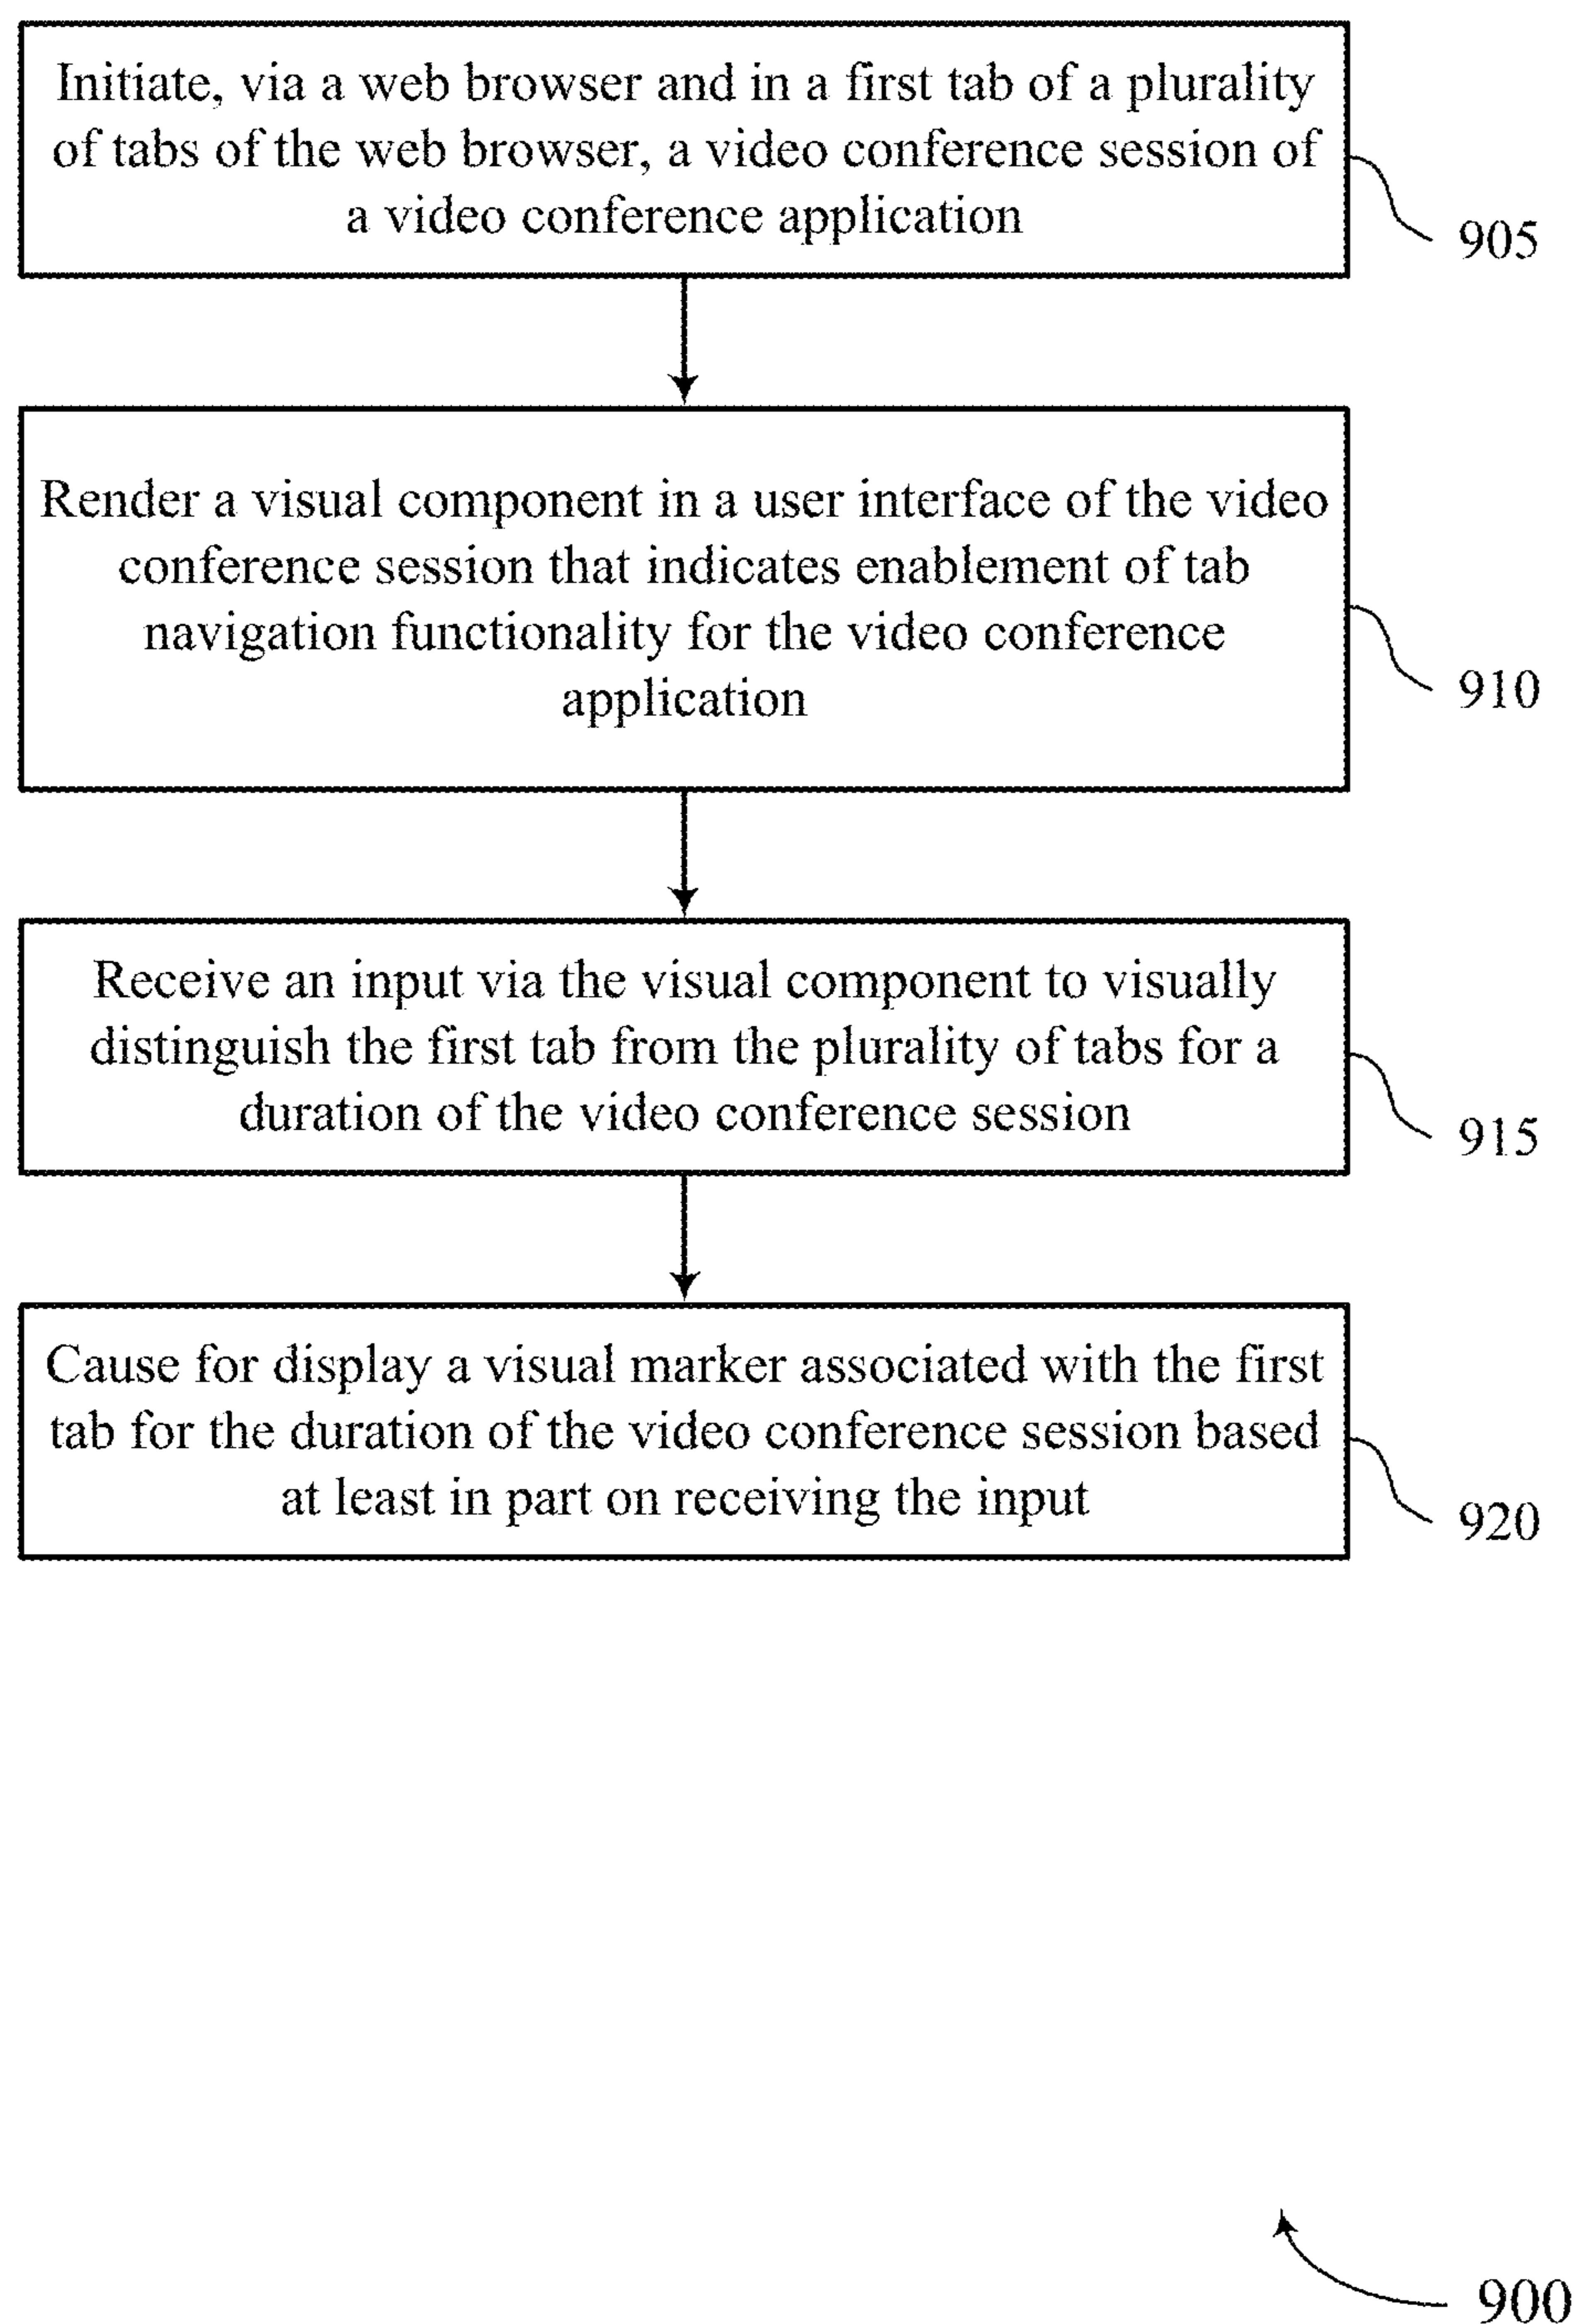 Initiate, via a web browser and in a first tab of a plurality
of tabs of the web browser, a video conference session of
a video conference application
905
Render a visual component in a user interface of the video
conference session that indicates enablement of tab
navigation functionality for the video conference
application
910
Receive an input via the visual component to visually
distinguish the first tab from the plurality of tabs for a
duration of the video conference session
915
Cause for display a visual marker associated with the first
tab for the duration of the video conference session based
at least in part on receiving the input
920
900